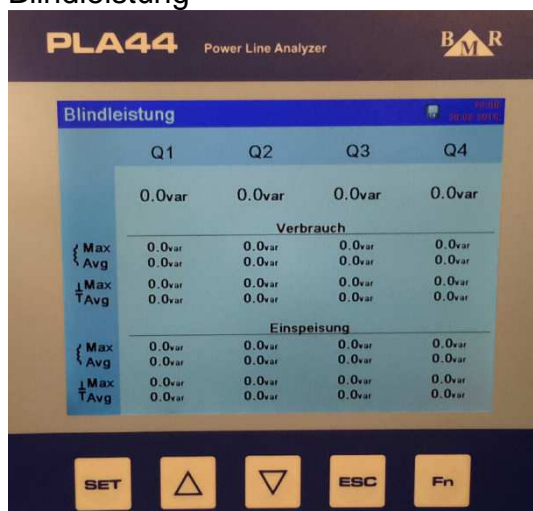 Blindleistung
PLA44 Power Line Analyzer BMR
Blindleistung
Q1 Q2 Q3 Q4
0.0var 0.0var 0.0var 0.0var
Verbrauch
Max 0.0var 0.0var 0.0var 0.0var
Avg 0.0var 0.0var 0.0var 0.0var
Max 0.0var 0.0var 0.0var 0.0var
Avg 0.0var 0.0var 0.0var 0.0var
Einspeisung
Max 0.0var 0.0var 0.0var 0.0var
Avg 0.0var 0.0var 0.0var 0.0var
Max 0.0var 0.0var 0.0var 0.0var
Avg 0.0var 0.0var 0.0var 0.0var
SET ESC Fn